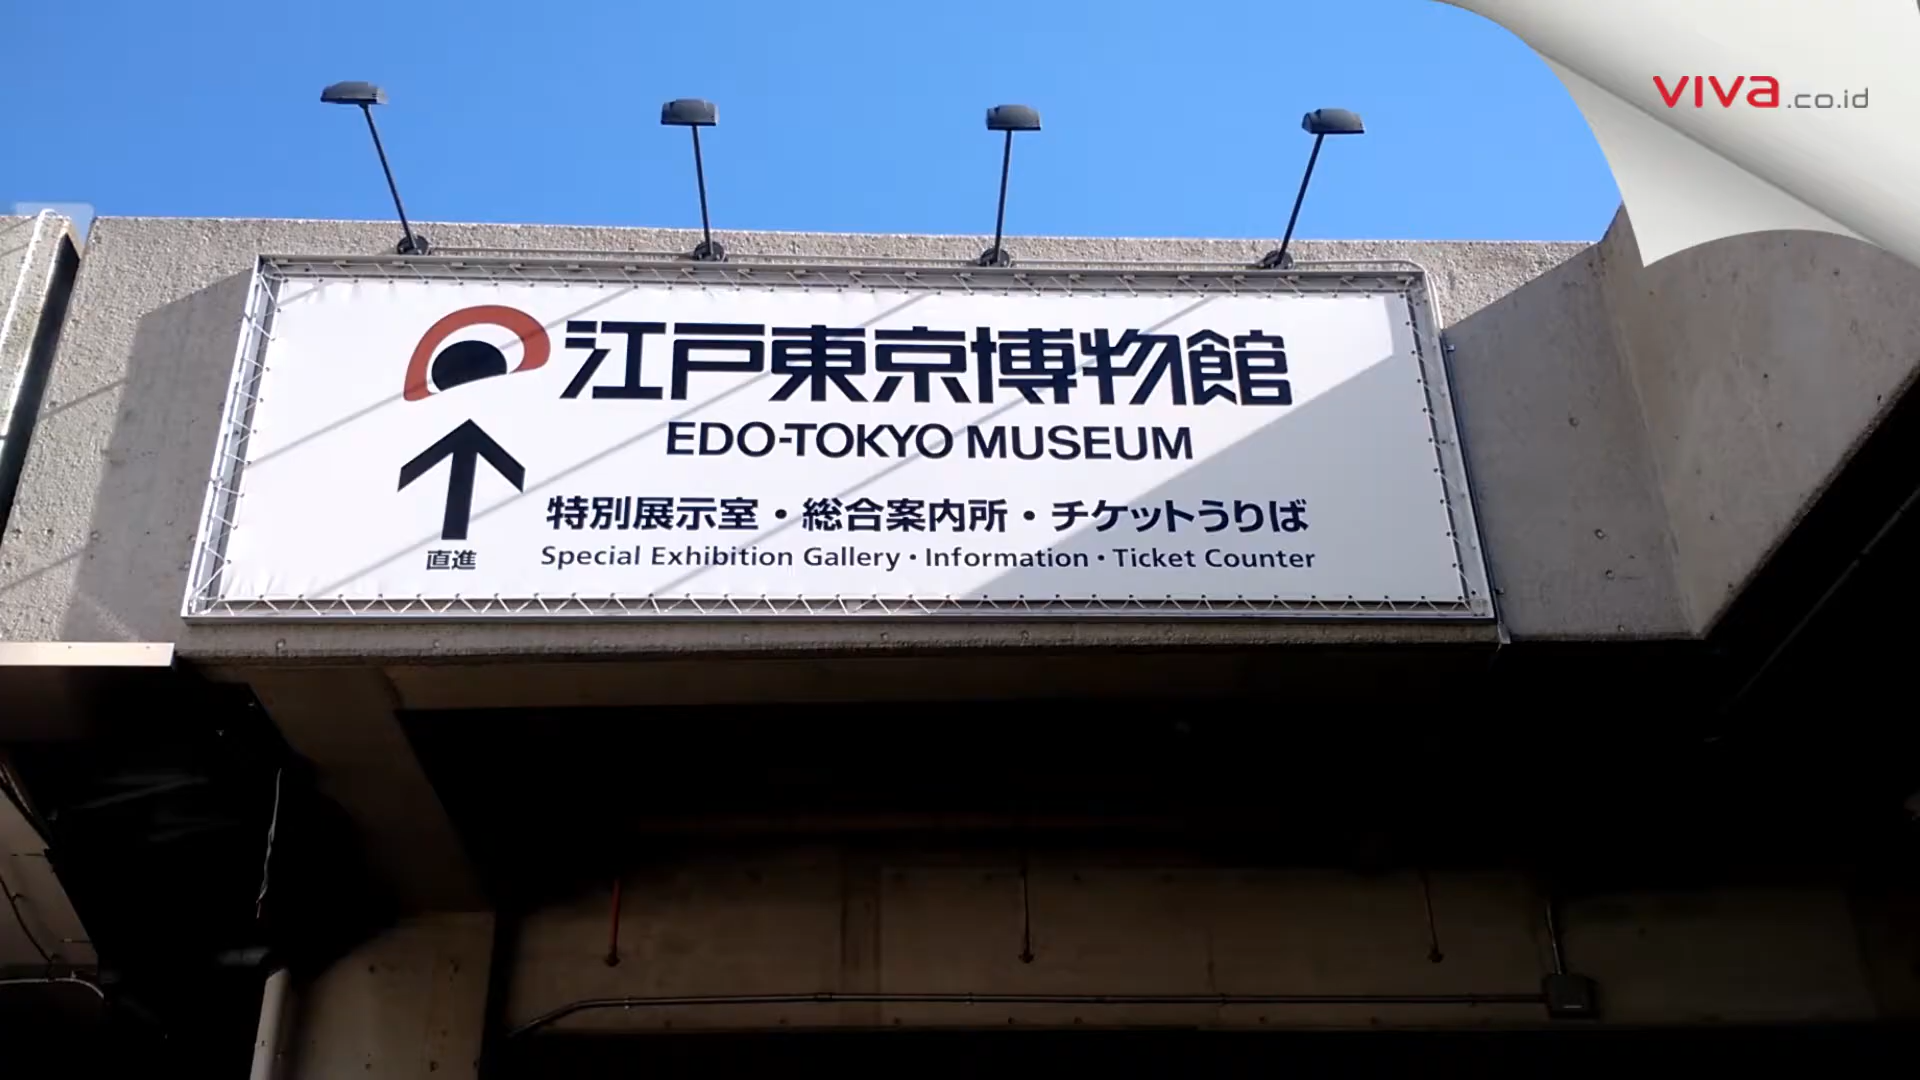 viva.co.id
江戸東京博物館
EDO-TOKYO MUSEUM
特別展示室・総合案内所・チケットうりば
Special Exhibition Gallery・Information・Ticket Counter
直進